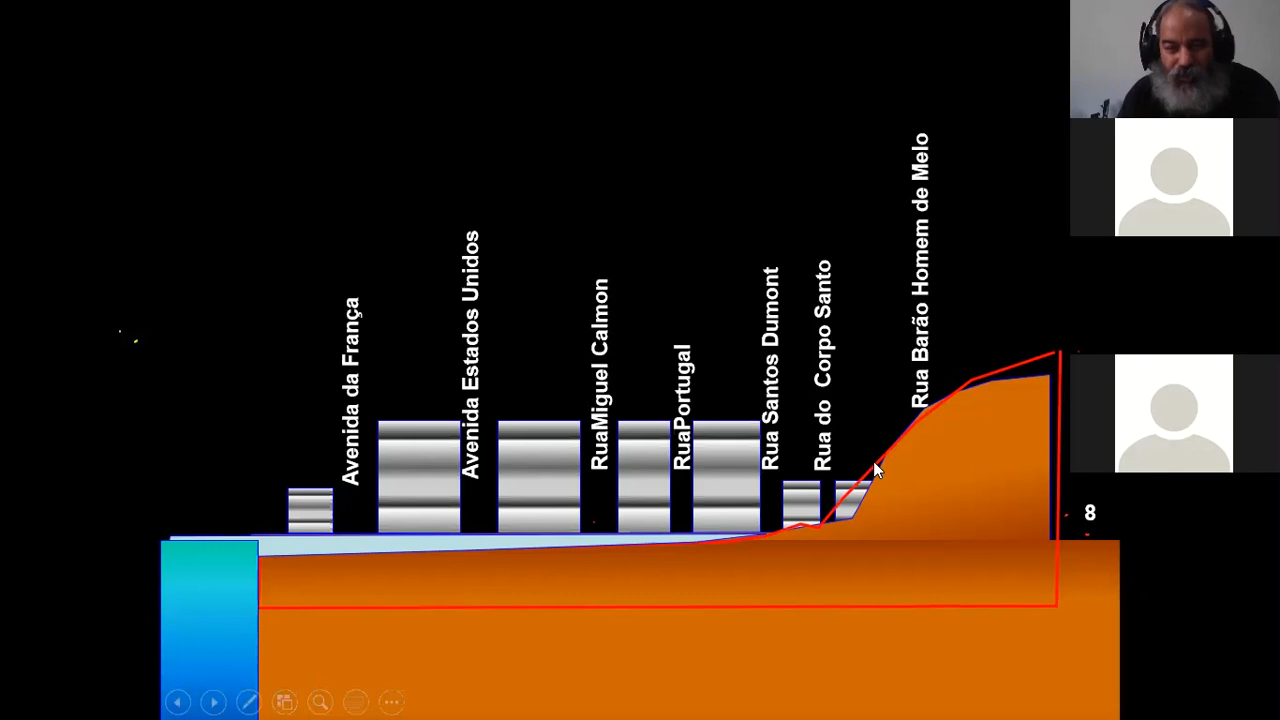 Avenida da França
Avenida Estados Unidos
RuaMiguel Calmon
RuaPortugal
Rua Santos Dumont
Rua do Corpo Santo
Rua Barão Homem de Melo
8